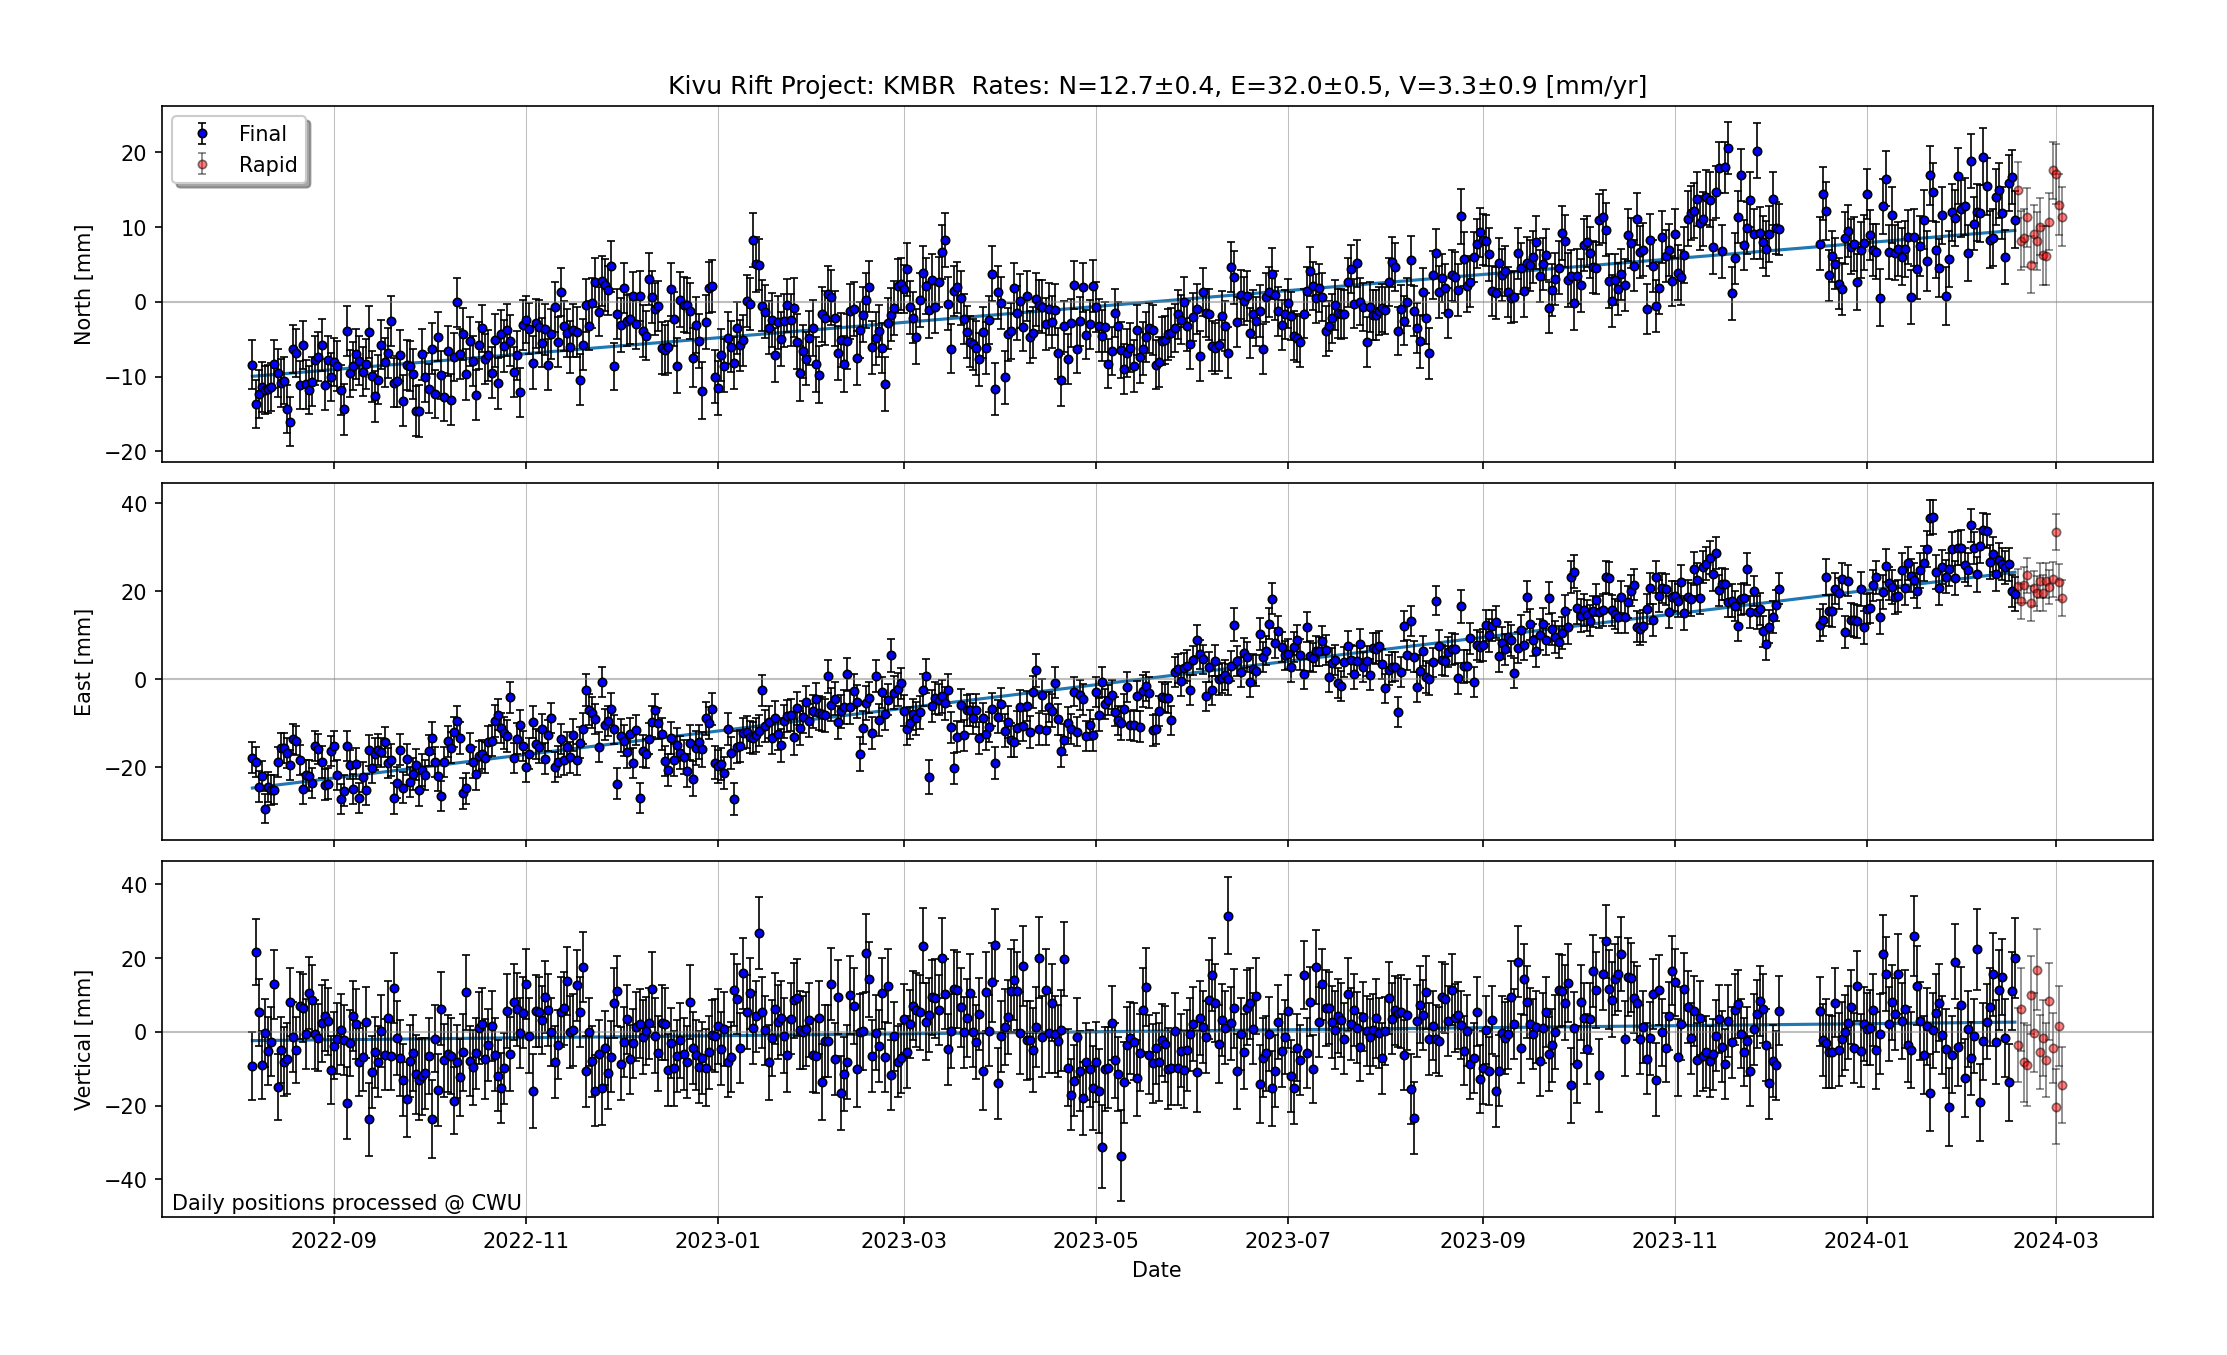 Kivu Rift Project: KMBR  Rates: N=12.7±0.4, E=32.0±0.5, V=3.3±0.9 [mm/yr]
Final
Rapid
North [mm]
20
10
0
−10
−20
East [mm]
40
20
0
−20
Vertical [mm]
40
20
0
−20
−40
Daily positions processed @ CWU
2022-09 2022-11 2023-01 2023-03 2023-05 2023-07 2023-09 2023-11 2024-01 2024-03
Date